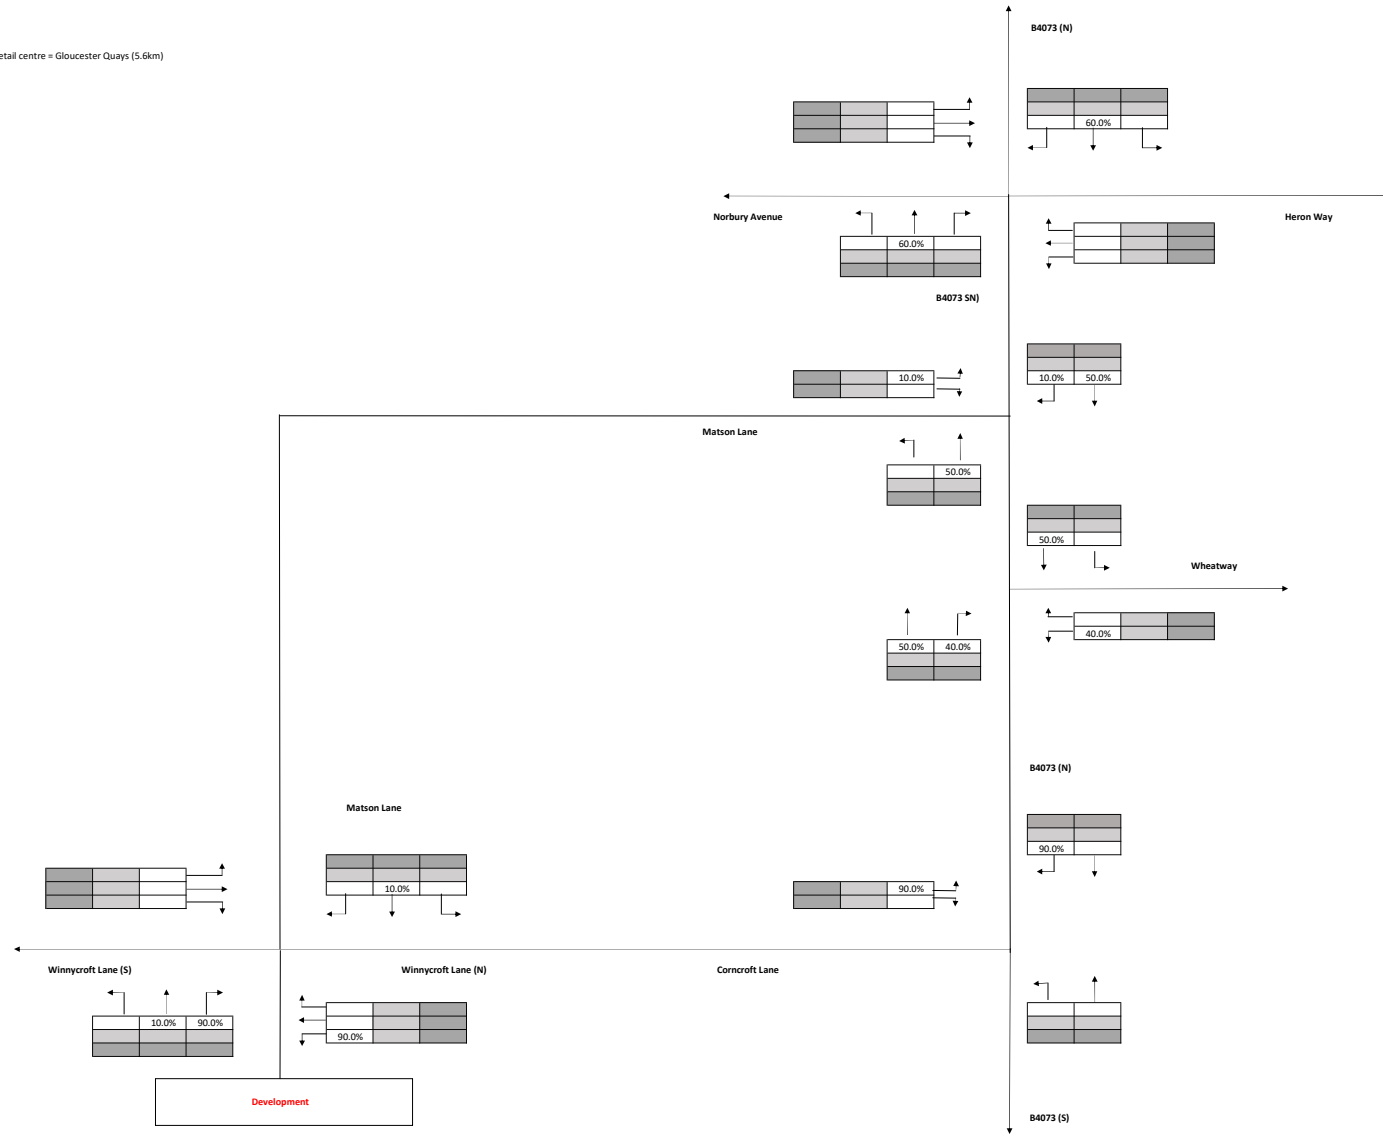 B4073 (N)
etail centre = Gloucester Quays (5.6km)
60.0%
Norbury Avenue
Heron Way
60.0%
B4073 SN)
10.0%
10.0% 50.0%
Matson Lane
50.0%
50.0%
Wheatway
40.0%
50.0% 40.0%
B4073 (N)
Matson Lane
90.0%
10.0%
90.0%
Winnycroft Lane (S)
Winnycroft Lane (N)
Corncroft Lane
10.0% 90.0%
90.0%
Development
B4073 (S)